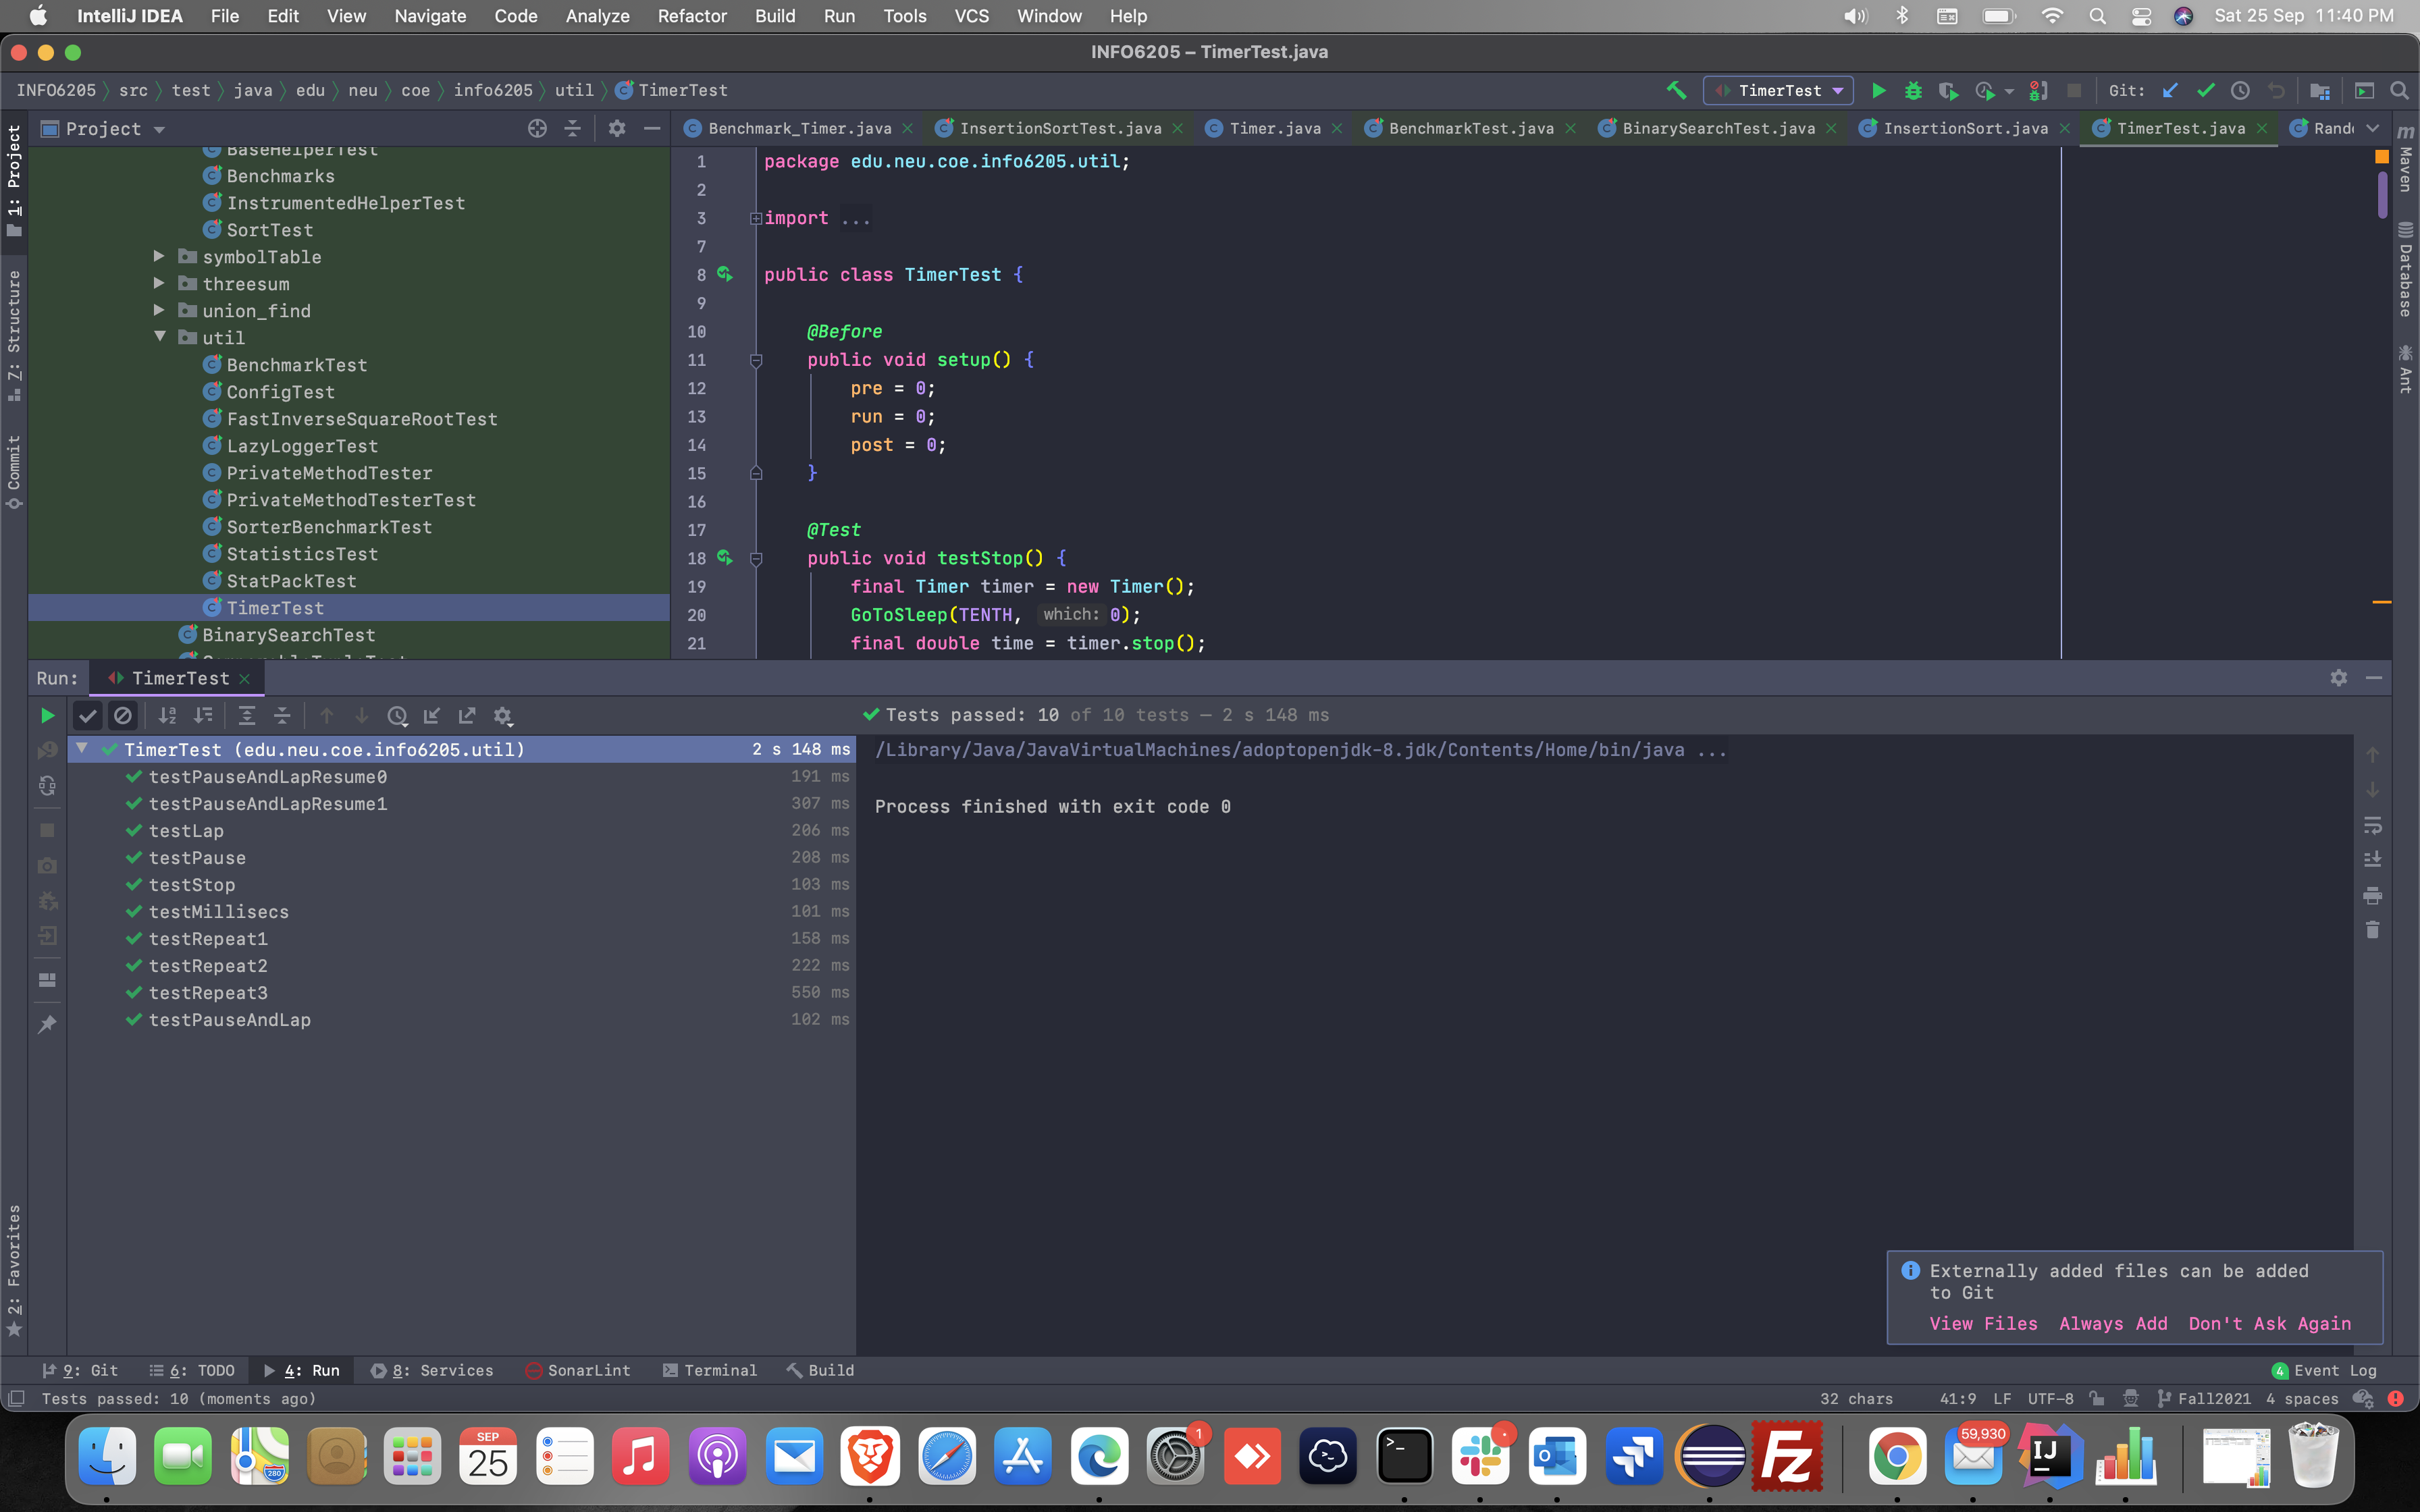 IntelliJ IDEA File Edit View Navigate Code Analyze Refactor Build Run Tools VCS Window Help Sat 25 Sep 11:40 PM
INFO6205 – TimerTest.java
INFO6205 src test java edu neu coe info6205 util TimerTest
TimerTest Git:
Project
Benchmark_Timer.java InsertionSortTest.java Timer.java BenchmarkTest.java BinarySearchTest.java InsertionSort.java TimerTest.java Rand
1: Project
Z: Structure
Commit
2: Favorites
Maven
Database
Ant
BaseHelperTest
Benchmarks
InstrumentedHelperTest
SortTest
symbolTable
threesum
union_find
util
BenchmarkTest
ConfigTest
FastInverseSquareRootTest
LazyLoggerTest
PrivateMethodTester
PrivateMethodTesterTest
SorterBenchmarkTest
StatisticsTest
StatPackTest
TimerTest
BinarySearchTest
1 package edu.neu.coe.info6205.util;
2
3 import ...
7
8 public class TimerTest {
9
10 @Before
11 public void setup() {
12 pre = 0;
13 run = 0;
14 post = 0;
15 }
16
17 @Test
18 public void testStop() {
19 final Timer timer = new Timer();
20 GoToSleep(TENTH, which: 0);
21 final double time = timer.stop();
Run: TimerTest
Tests passed: 10 of 10 tests – 2 s 148 ms
TimerTest (edu.neu.coe.info6205.util) 2 s 148 ms
testPauseAndLapResume0 191 ms
testPauseAndLapResume1 307 ms
testLap 206 ms
testPause 208 ms
testStop 103 ms
testMillisecs 101 ms
testRepeat1 158 ms
testRepeat2 222 ms
testRepeat3 550 ms
testPauseAndLap 102 ms
/Library/Java/JavaVirtualMachines/adoptopenjdk-8.jdk/Contents/Home/bin/java ...
Process finished with exit code 0
Externally added files can be added
to Git
View Files Always Add Don't Ask Again
9: Git 6: TODO 4: Run 8: Services SonarLint Terminal Build 4 Event Log
Tests passed: 10 (moments ago) 32 chars 41:9 LF UTF-8 Fall2021 4 spaces
SEP
25
280
1
59,930
IJ
Fz